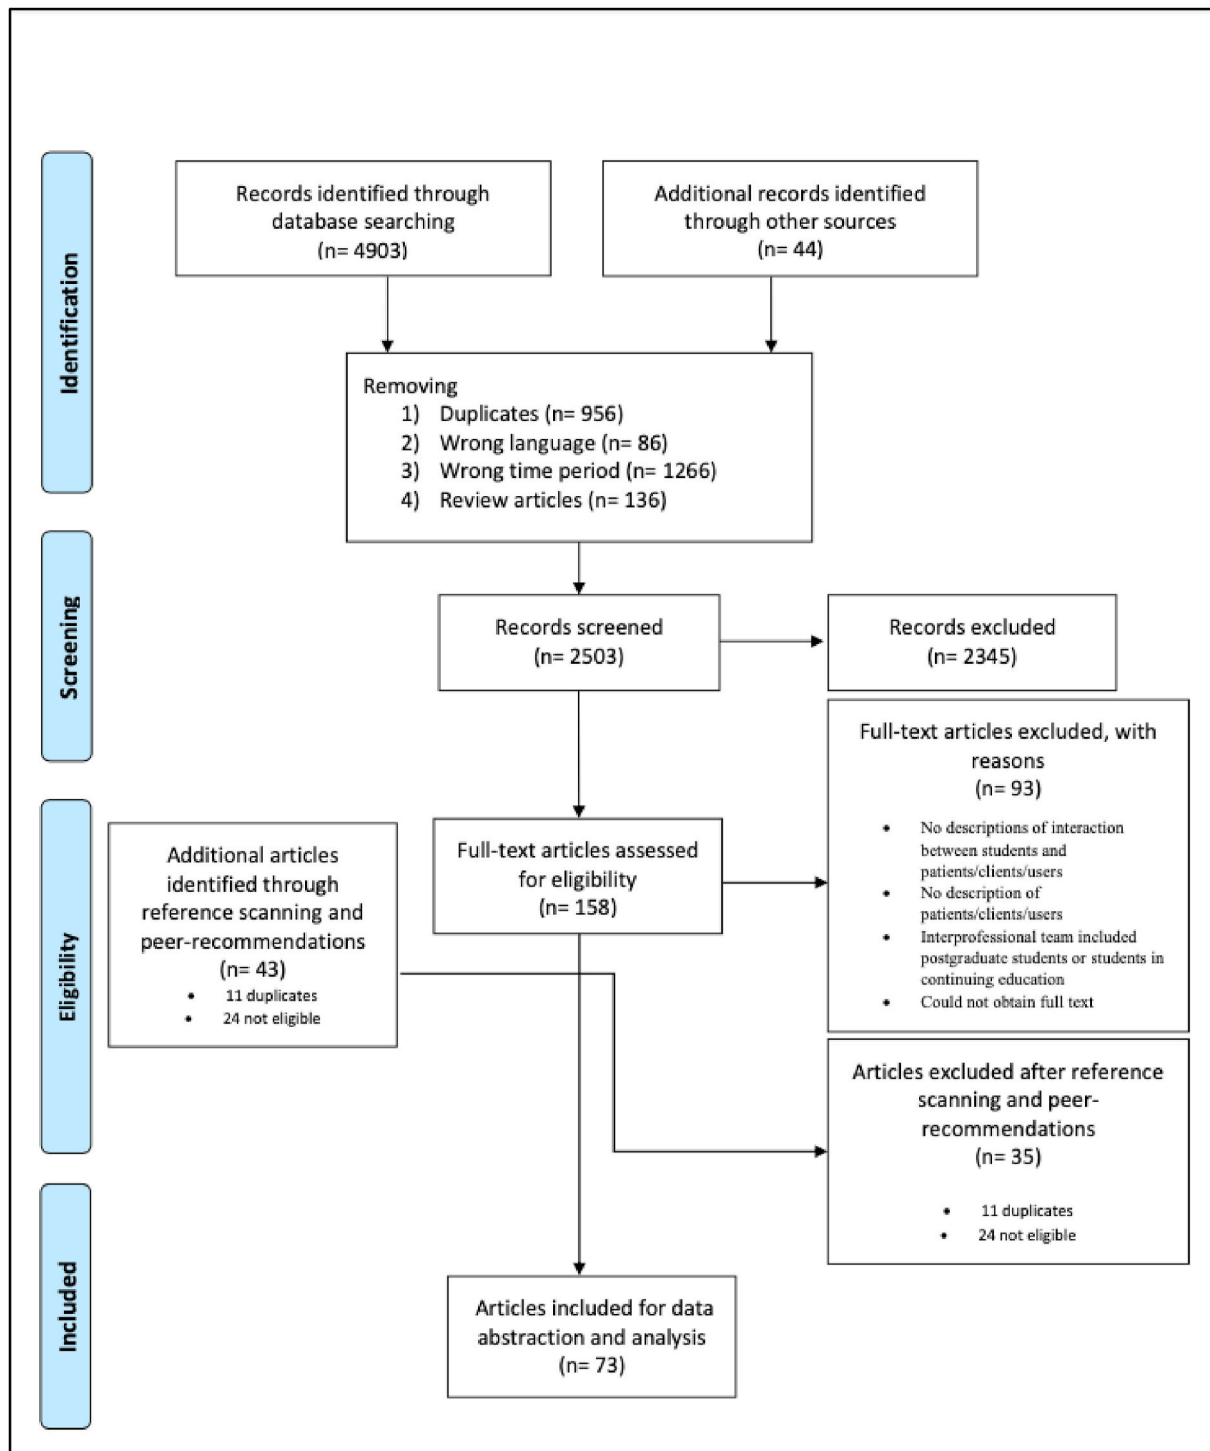 Identification
Records identified through
database searching
(n= 4903)
Additional records identified
through other sources
(n= 44)
Removing
1) Duplicates (n= 956)
2) Wrong language (n= 86)
3) Wrong time period (n= 1266)
4) Review articles (n= 136)
Screening
Records screened
(n= 2503)
Records excluded
(n= 2345)
Full-text articles excluded, with
reasons
(n= 93)
• No descriptions of interaction
between students and
patients/clients/users
• No description of
patients/clients/users
• Interprofessional team included
postgraduate students or students in
continuing education
• Could not obtain full text
Eligibility
Additional articles
identified through
reference scanning and
peer-recommendations
(n= 43)
• 11 duplicates
• 24 not eligible
Full-text articles assessed
for eligibility
(n= 158)
Articles excluded after reference
scanning and peer-
recommendations
(n= 35)
• 11 duplicates
• 24 not eligible
Included
Articles included for data
abstraction and analysis
(n= 73)